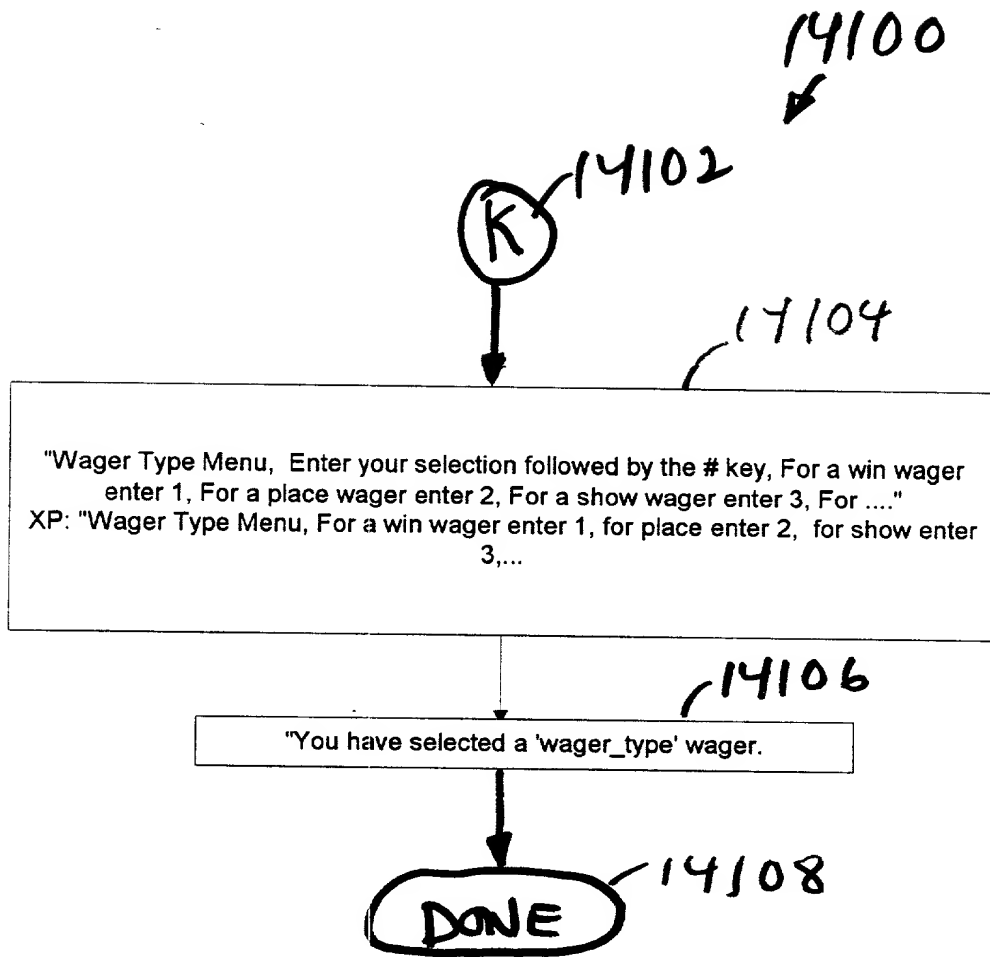 14100
14102
K
14104
"Wager Type Menu, Enter your selection followed by the # key, For a win wager
enter 1, For a place wager enter 2, For a show wager enter 3, For ...."
XP: "Wager Type Menu, For a win wager enter 1, for place enter 2, for show enter
3,...
14106
"You have selected a 'wager_type' wager.
14108
DONE